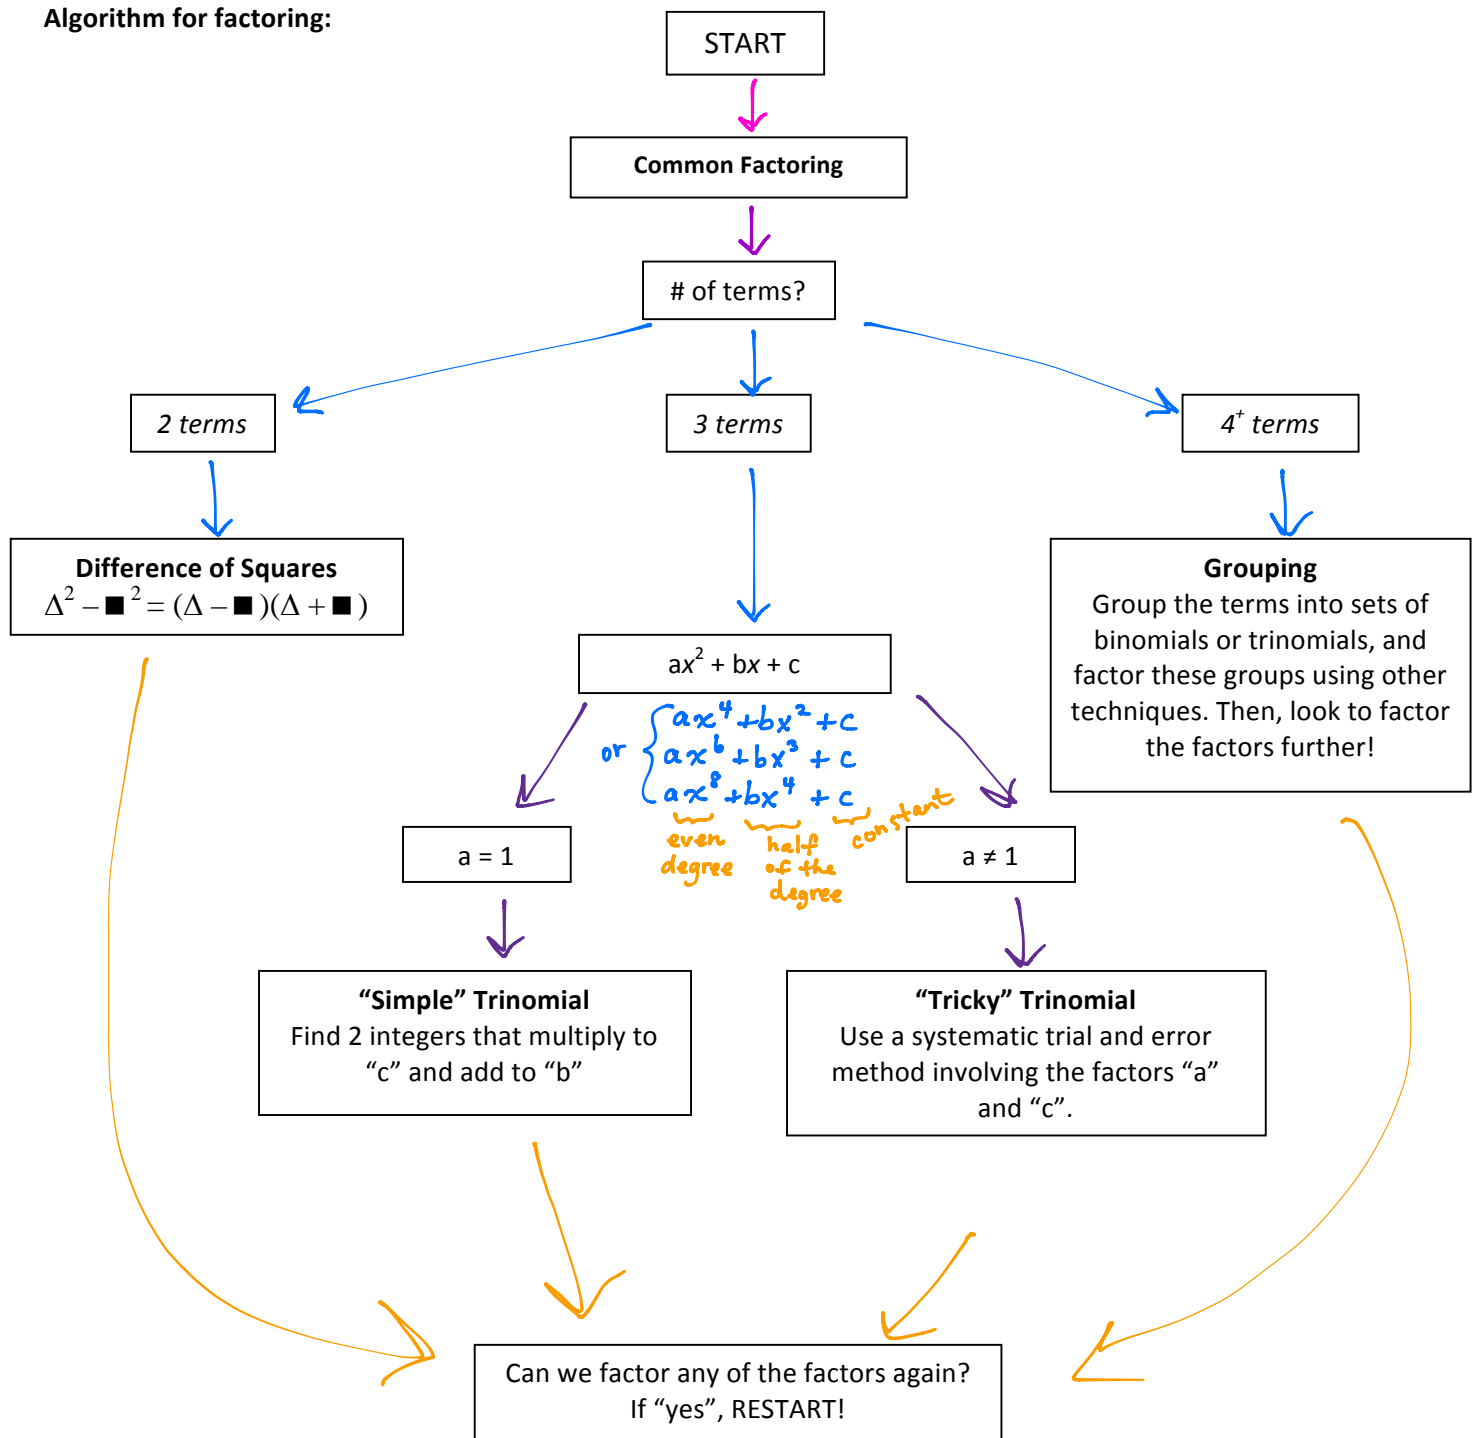 Algorithm for factoring:
START
Common Factoring
# of terms?
2 terms
3 terms
4⁺ terms
Difference of Squares
Δ² – ■² = (Δ – ■)(Δ + ■)
Grouping
Group the terms into sets of
binomials or trinomials, and
factor these groups using other
techniques. Then, look to factor
the factors further!
ax² + bx + c
or { ax⁴ + bx² + c
ax⁶ + bx³ + c
ax⁸ + bx⁴ + c
even
degree
half
of the
degree
constant
a = 1
a ≠ 1
“Simple” Trinomial
Find 2 integers that multiply to
“c” and add to “b”
“Tricky” Trinomial
Use a systematic trial and error
method involving the factors “a”
and “c”.
Can we factor any of the factors again?
If “yes”, RESTART!